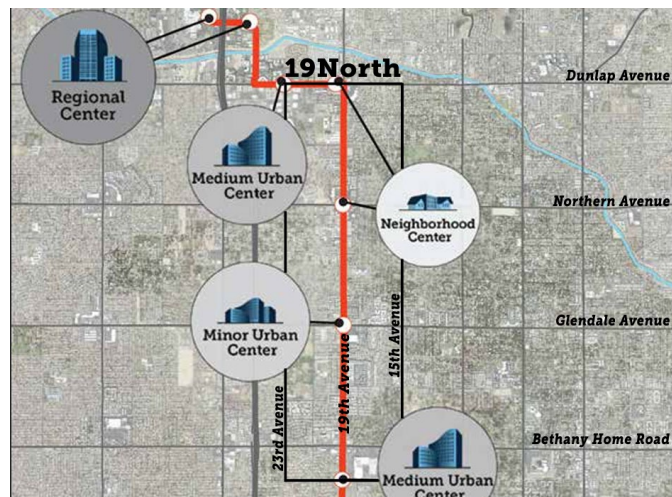 19North
Dunlap Avenue
Regional
Center
Medium Urban
Center
Northern Avenue
Neighborhood
Center
Glendale Avenue
Minor Urban
Center
15th Avenue
19th Avenue
23rd Avenue
Bethany Home Road
Medium Urban
Center